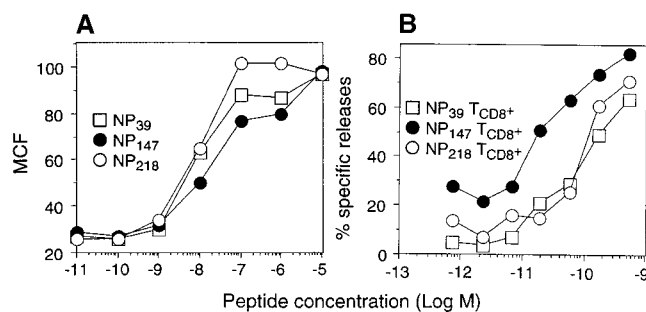 A
B
MCF
100
80
60
40
20
NP39
NP147
NP218
-11
-10
-9
-8
-7
-6
-5
% specific releases
80
60
40
20
0
NP39 TCD8+
NP147 TCD8+
NP218 TCD8+
-13
-12
-11
-10
-9
Peptide concentration (Log M)